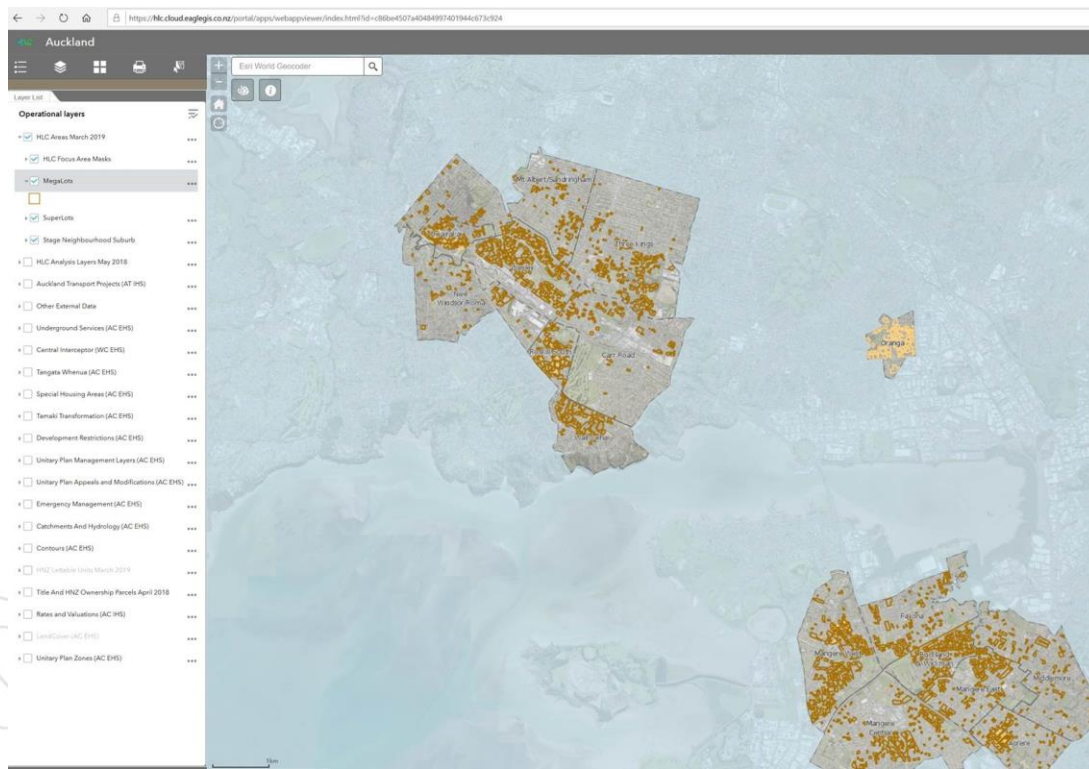 https://hlc.cloud.eaglegis.co.nz/portal/apps/webappviewer/index.html?id=c86be4507a40484997401944c673c924
HLC Auckland
Esri World Geocoder
Layer List
Operational layers
HLC Areas March 2019
HLC Focus Area Masks
MegaLots
SuperLots
Stage Neighbourhood Suburb
HLC Analysis Layers May 2018
Auckland Transport Projects (AT IHS)
Other External Data
Underground Services (AC EHS)
Central Interceptor (WC EHS)
Tangata Whenua (AC EHS)
Special Housing Areas (AC EHS)
Tamaki Transformation (AC EHS)
Development Restrictions (AC EHS)
Unitary Plan Management Layers (AC EHS)
Unitary Plan Appeals and Modifications (AC EHS)
Emergency Management (AC EHS)
Catchments And Hydrology (AC EHS)
Contours (AC EHS)
HNZ Lettable Units March 2019
Title And HNZ Ownership Parcels April 2018
Rates and Valuations (AC IHS)
LandCover (AC EHS)
Unitary Plan Zones (AC EHS)
Mt Albert/Sandringham
Three Kings
New
Windsor/Roma
Carr Road
Oranga
Favona
Mangere West
Mangere East
Middlemore
Mangere
Aorere
1km